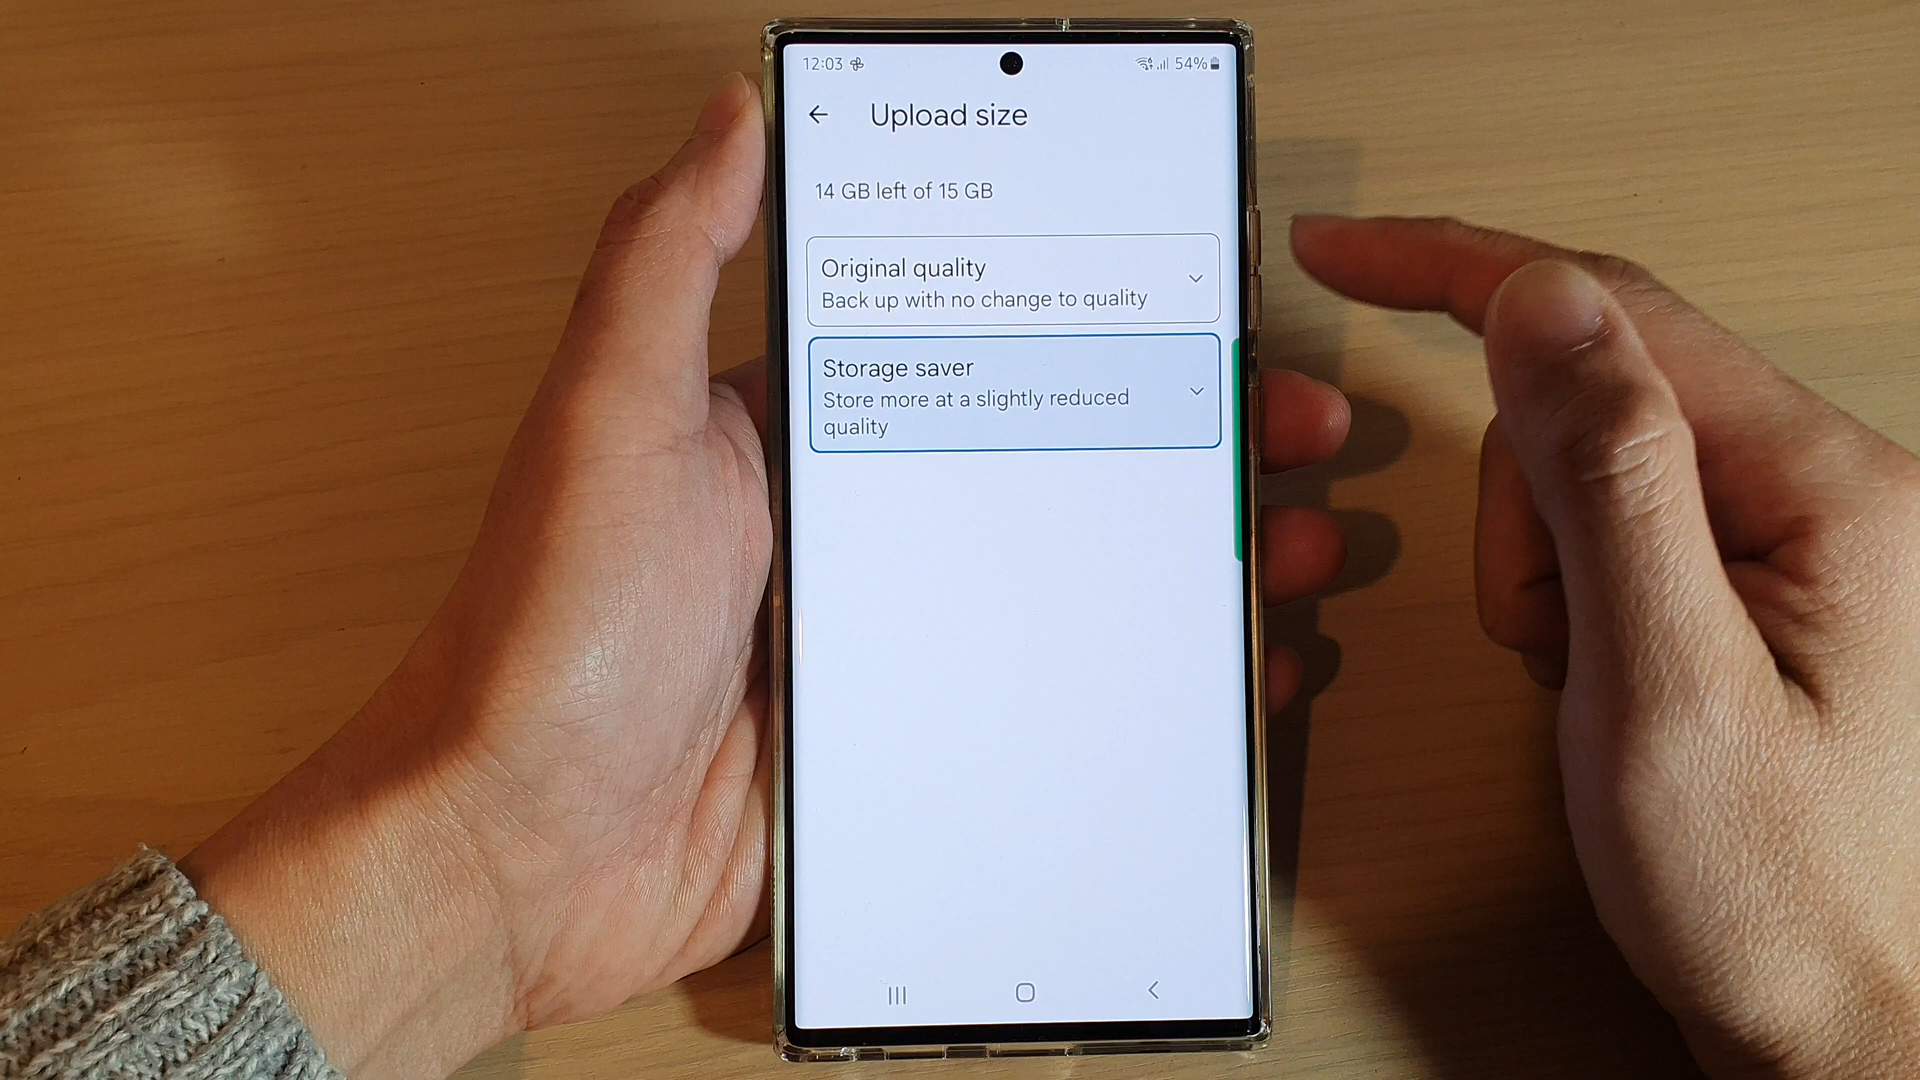 12:03 54%
Upload size
14 GB left of 15 GB
Original quality
Back up with no change to quality
Storage saver
Store more at a slightly reduced
quality